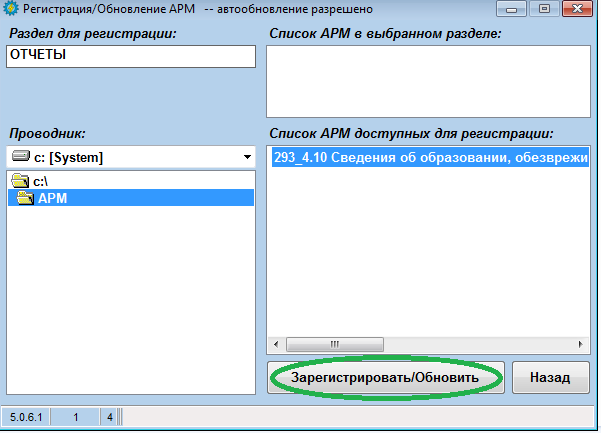 Регистрация/Обновление АРМ -- автообновление разрешено
Раздел для регистрации:
ОТЧЕТЫ
Список АРМ в выбранном разделе:
Проводник:
c: [System]
c:\
АРМ
Список АРМ доступных для регистрации:
293_4.10 Сведения об образовании, обезврежи
Зарегистрировать/Обновить
Назад
5.0.6.1 1 4